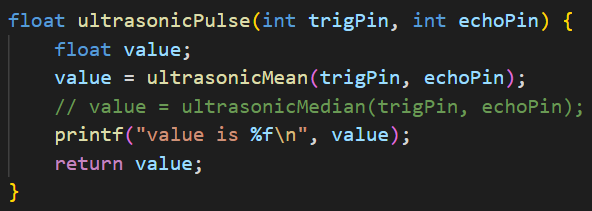 float ultrasonicPulse(int trigPin, int echoPin) {
    float value;
    value = ultrasonicMean(trigPin, echoPin);
    // value = ultrasonicMedian(trigPin, echoPin);
    printf("value is %f\n", value);
    return value;
}